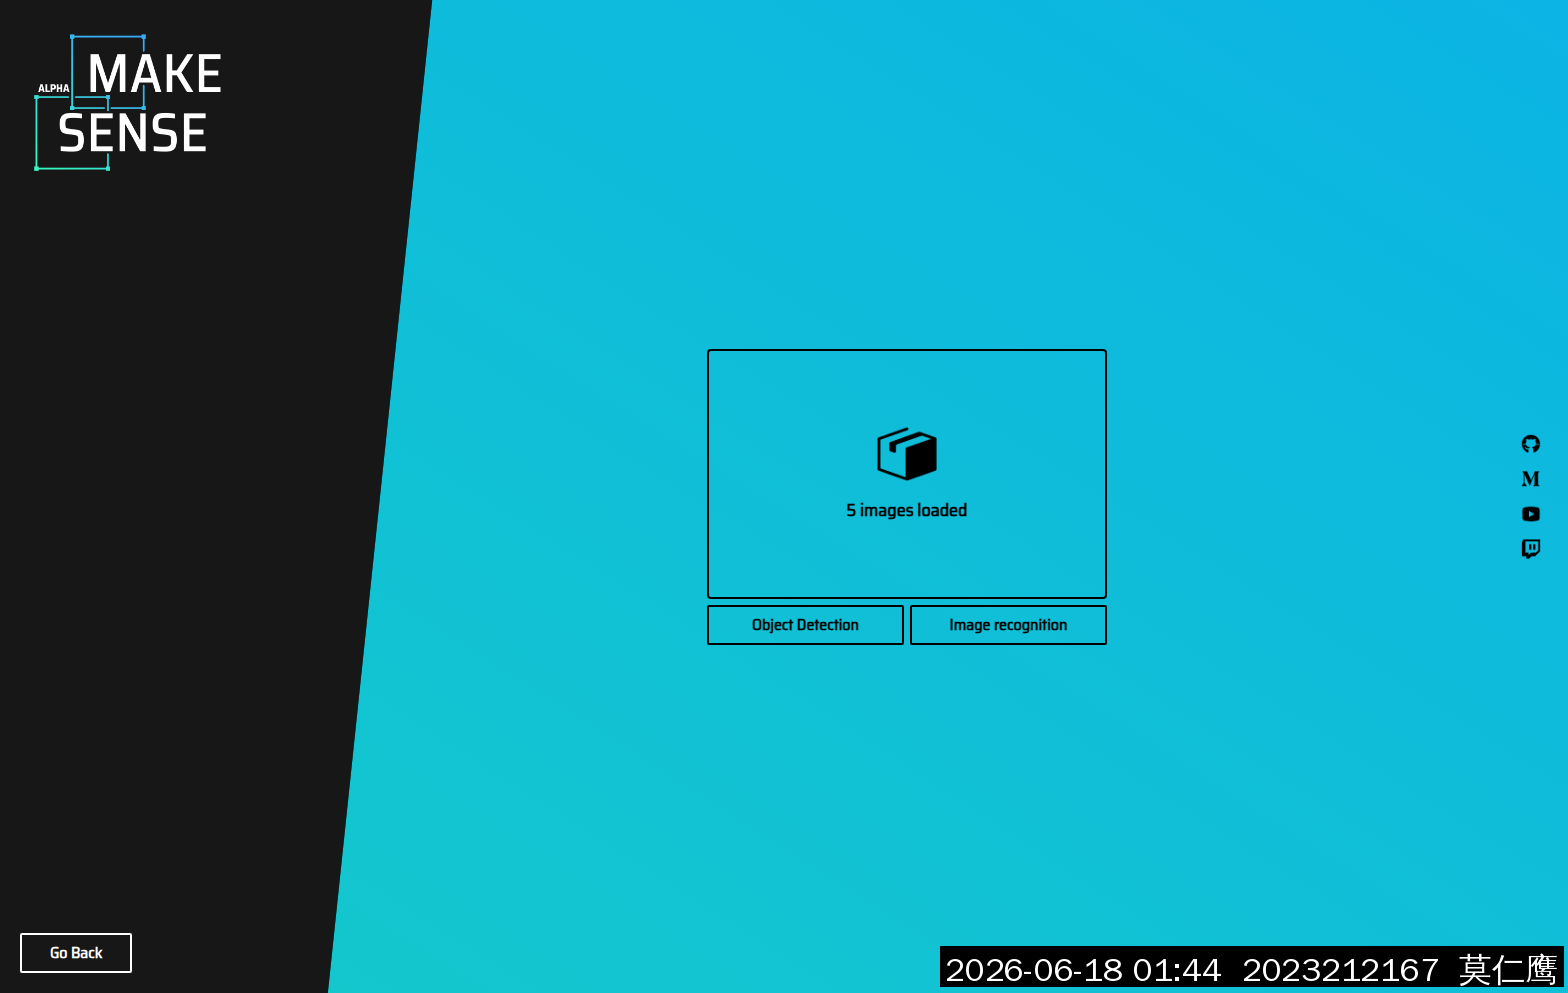 MAKE
ALPHA
SENSE
5 images loaded
Object Detection
Image recognition
Go Back
2026-06-18 01:44 2023212167 莫仁鹰